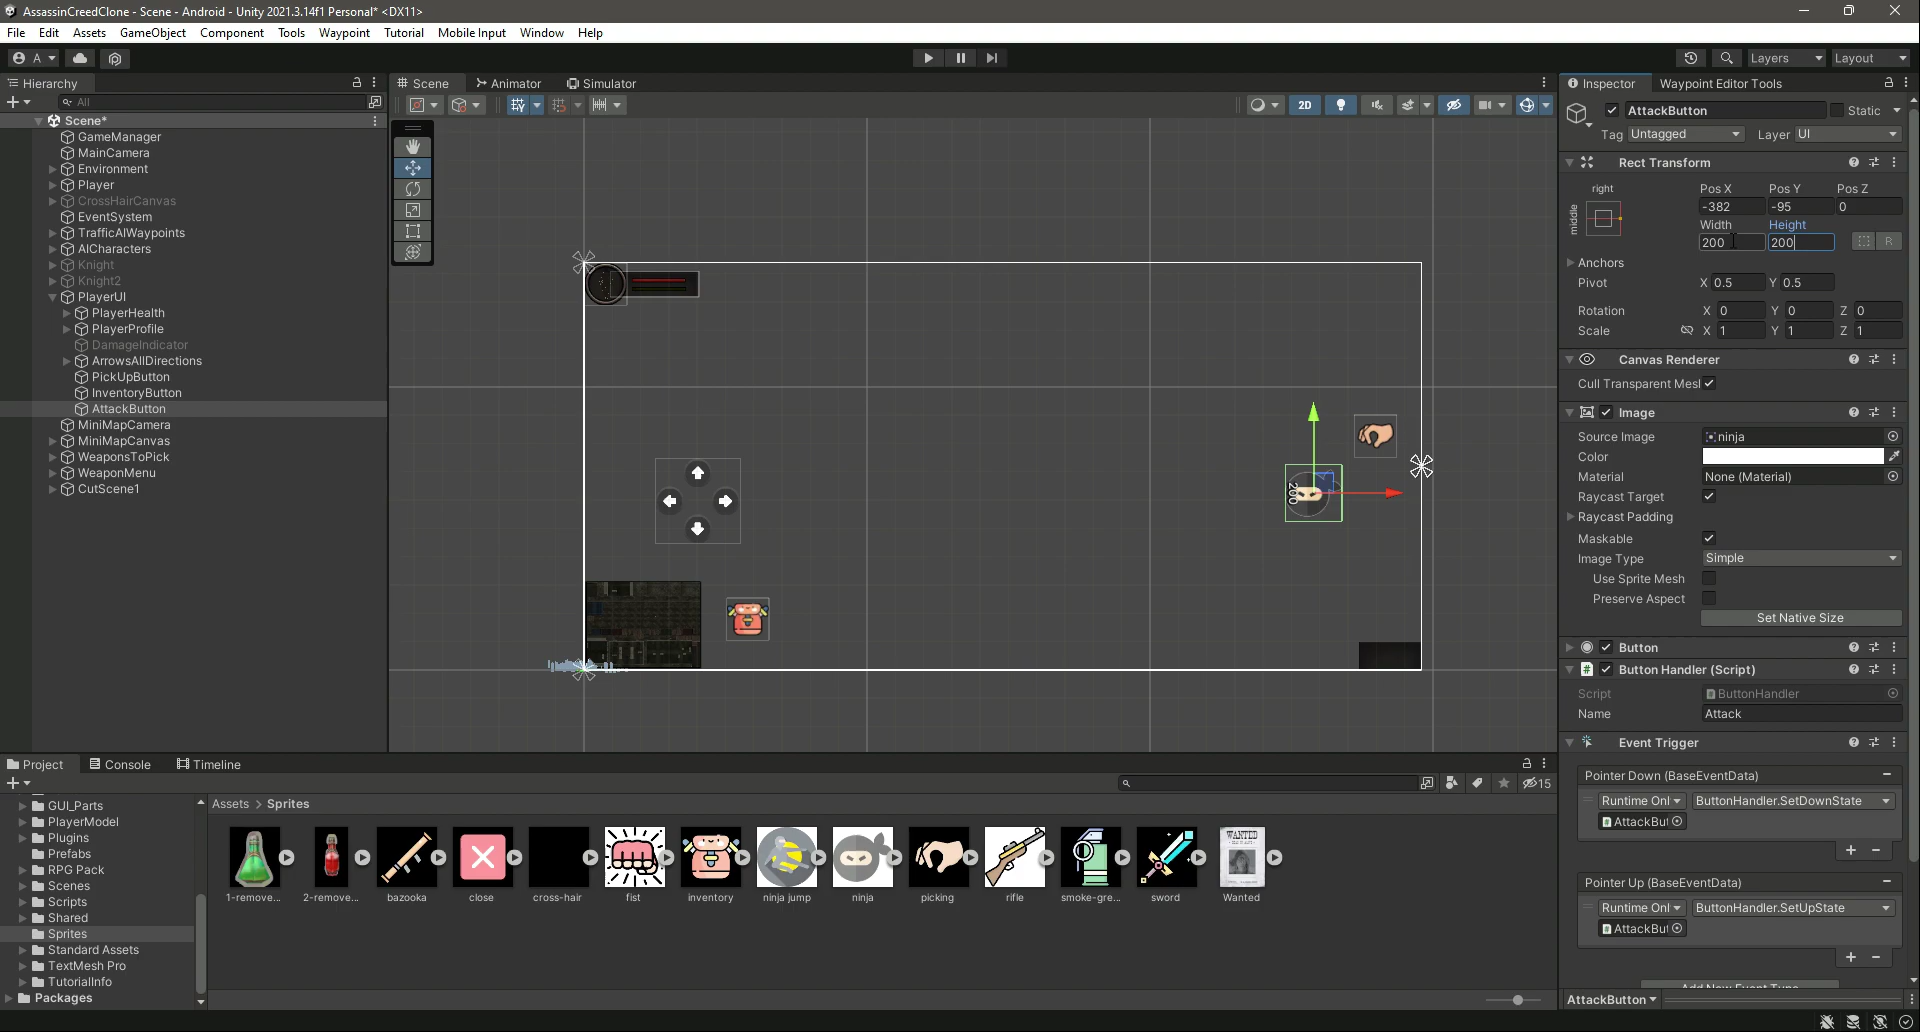 AssassinCreedClone - Scene - Android - Unity 2021.3.14f1 Personal* <DX11>
File Edit Assets GameObject Component Tools Jump Waypoint Tutorial Mobile Input Window Help
A Layers Layout
Hierarchy
All
Scene*
GameManager
MainCamera
Environment
Player
CrossHairCanvas
EventSystem
TrafficAIWaypoints
AICharacters
Knight
Knight2
PlayerUI
PlayerHealth
PlayerProfile
DamageIndicator
ArrowsAllDirections
PickUpButton
InventoryButton
AttackButton
MiniMapCamera
MiniMapCanvas
WeaponsToPick
WeaponMenu
CutScene1
Scene Animator Simulator
2D
200
Inspector Waypoint Editor Tools
AttackButton Static
Tag Untagged Layer UI
Rect Transform
right Pos X Pos Y Pos Z
middle -382 -95 0
Width Height
200 200 R
Anchors
Pivot X 0.5 Y 0.5
Rotation X 0 Y 0 Z 0
Scale X 1 Y 1 Z 1
Canvas Renderer
Cull Transparent Mesl
Image
Source Image ninja
Color
Material None (Material)
Raycast Target
Raycast Padding
Maskable
Image Type Simple
Use Sprite Mesh
Preserve Aspect
Set Native Size
Button
Button Handler (Script)
Script ButtonHandler
Name Attack
Event Trigger
Pointer Down (BaseEventData)
Runtime Onl ButtonHandler.SetDownState
AttackBut
Pointer Up (BaseEventData)
Runtime Onl ButtonHandler.SetUpState
AttackBut
Add New Event Type
AttackButton
Project Console Timeline
15
GUI_Parts
PlayerModel
Plugins
Prefabs
RPG Pack
Scenes
Scripts
Shared
Sprites
Standard Assets
TextMesh Pro
TutorialInfo
Packages
Assets > Sprites
WANTED
1-remove... 2-remove... bazooka close cross-hair fist inventory ninja jump ninja picking rifle smoke-gre... sword Wanted